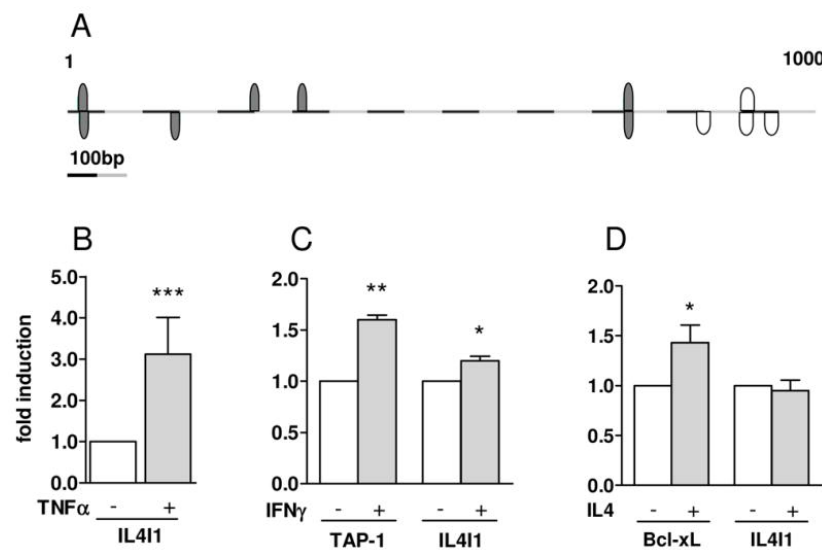 A
1
1000
100bp
B
C
D
fold induction
5.0
4.0
3.0
2.0
1.0
0.0
***
TNFα - +
IL4I1
2.0
1.5
1.0
0.5
0.0
**
*
IFNγ - + - +
TAP-1 IL4I1
2.0
1.5
1.0
0.5
0.0
*
IL4 - + - +
Bcl-xL IL4I1